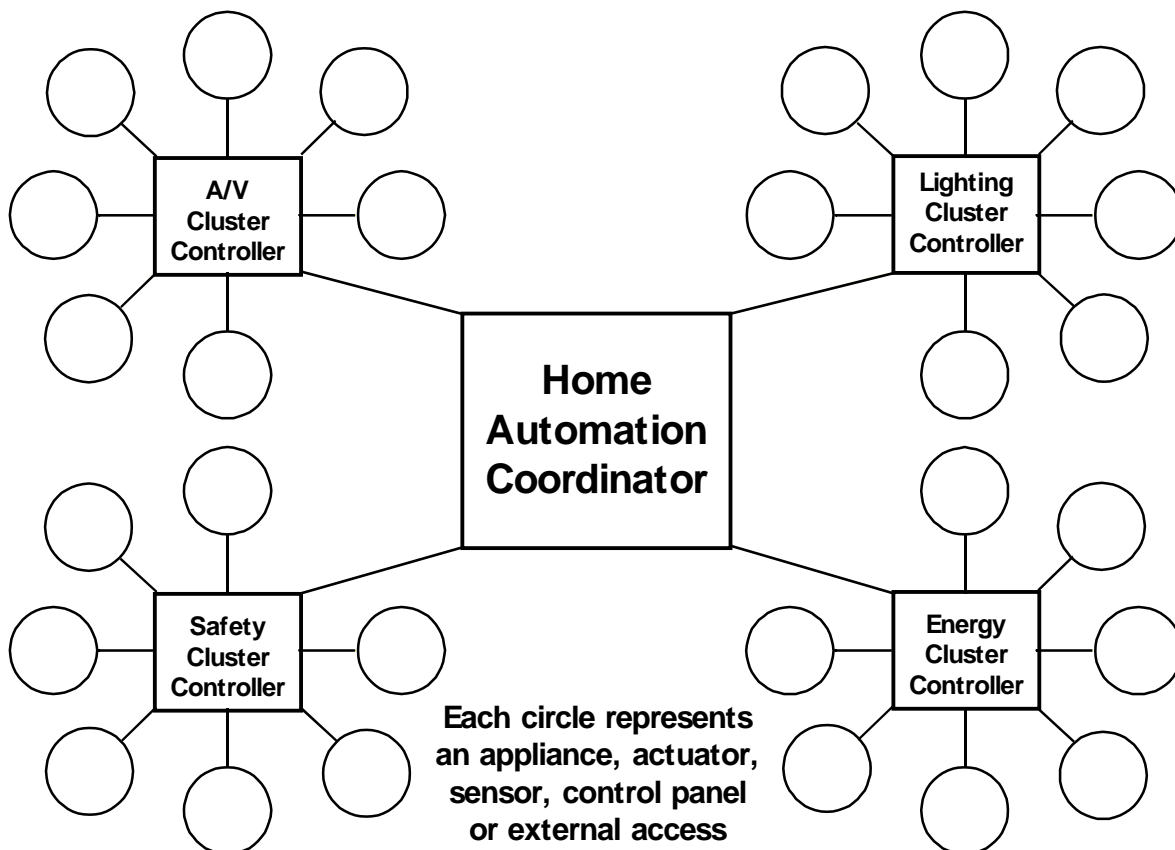 A/V
Cluster
Controller
Lighting
Cluster
Controller
Home
Automation
Coordinator
Safety
Cluster
Controller
Energy
Cluster
Controller
Each circle represents
an appliance, actuator,
sensor, control panel
or external access